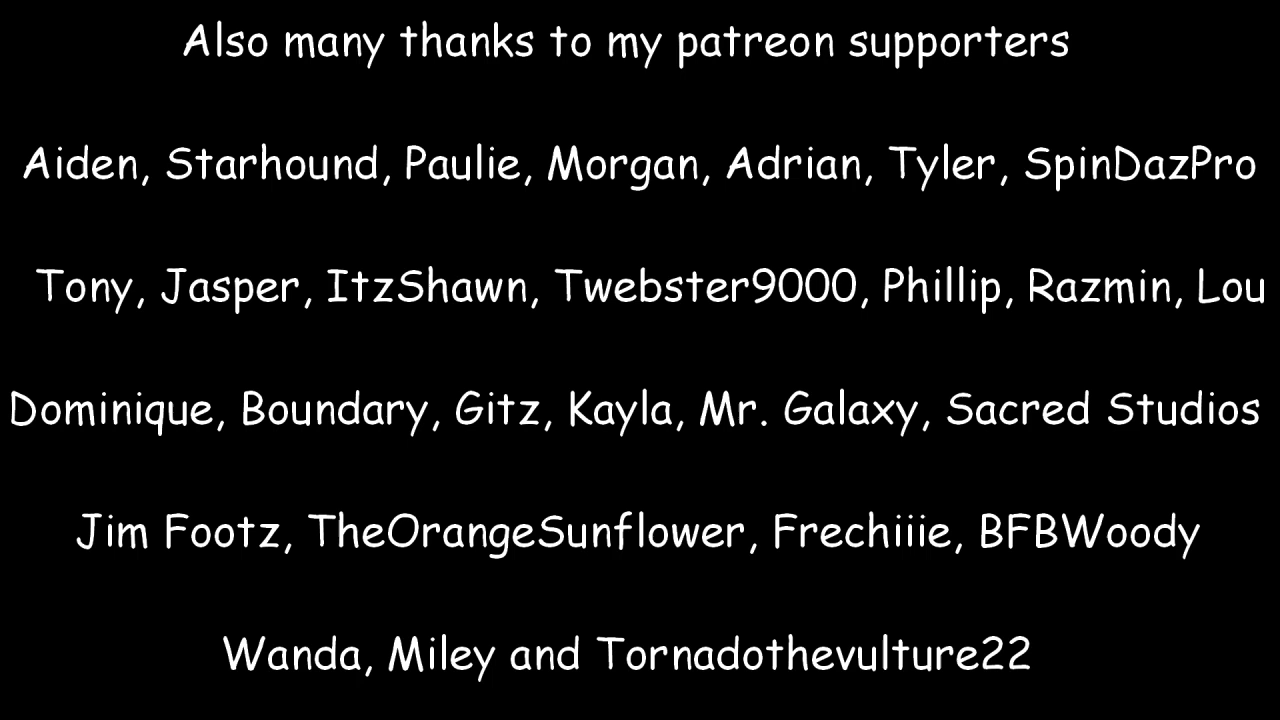 Also many thanks to my patreon supporters
Aiden, Starhound, Paulie, Morgan, Adrian, Tyler, SpinDazPro
Tony, Jasper, ItzShawn, Twebster9000, Phillip, Razmin, Lou
Dominique, Boundary, Gitz, Kayla, Mr. Galaxy, Sacred Studios
Jim Footz, TheOrangeSunflower, Frechiiie, BFBWoody
Wanda, Miley and Tornadothevulture22